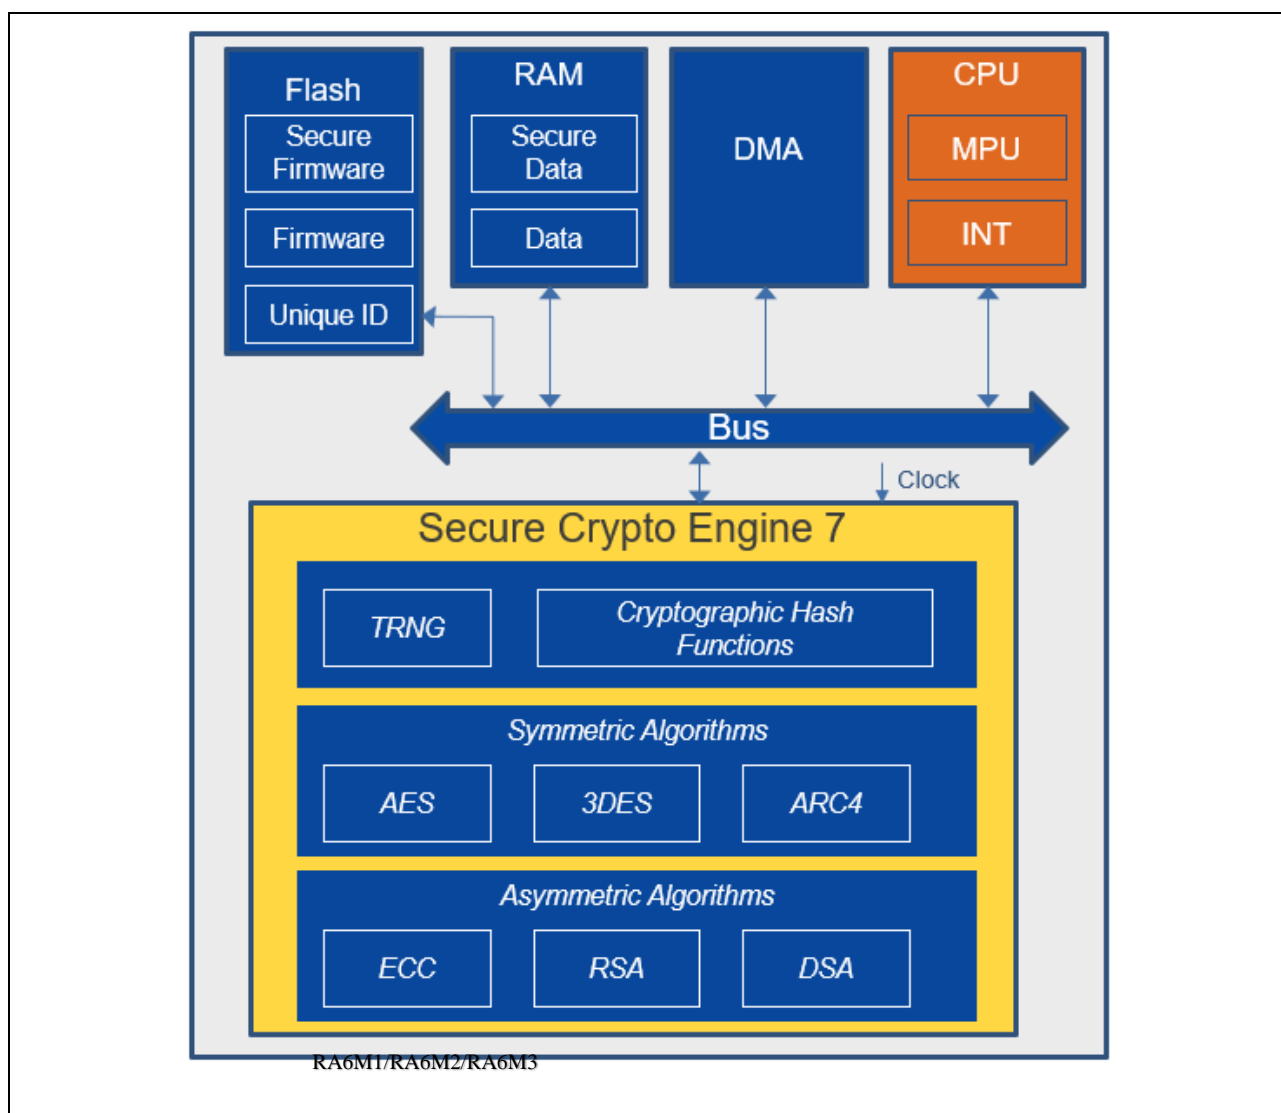 Flash
Secure
Firmware
Firmware
Unique ID
RAM
Secure
Data
Data
DMA
CPU
MPU
INT
Bus
Clock
Secure Crypto Engine 7
TRNG
Cryptographic Hash
Functions
Symmetric Algorithms
AES
3DES
ARC4
Asymmetric Algorithms
ECC
RSA
DSA
RA6M1/RA6M2/RA6M3